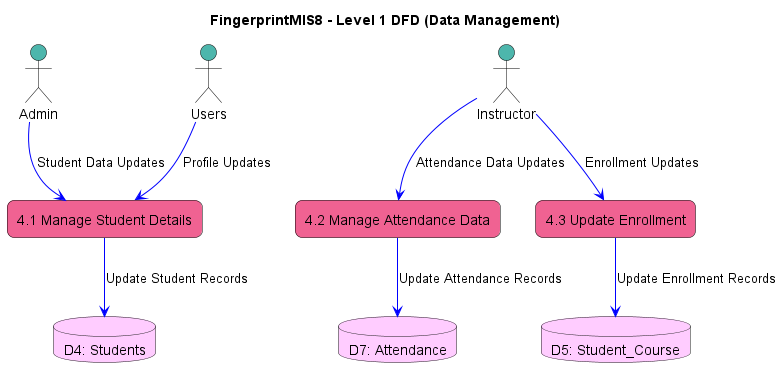 FingerprintMIS8 - Level 1 DFD (Data Management)
Admin
Users
Instructor
Student Data Updates
Profile Updates
Attendance Data Updates
Enrollment Updates
4.1 Manage Student Details
4.2 Manage Attendance Data
4.3 Update Enrollment
Update Student Records
Update Attendance Records
Update Enrollment Records
D4: Students
D7: Attendance
D5: Student_Course